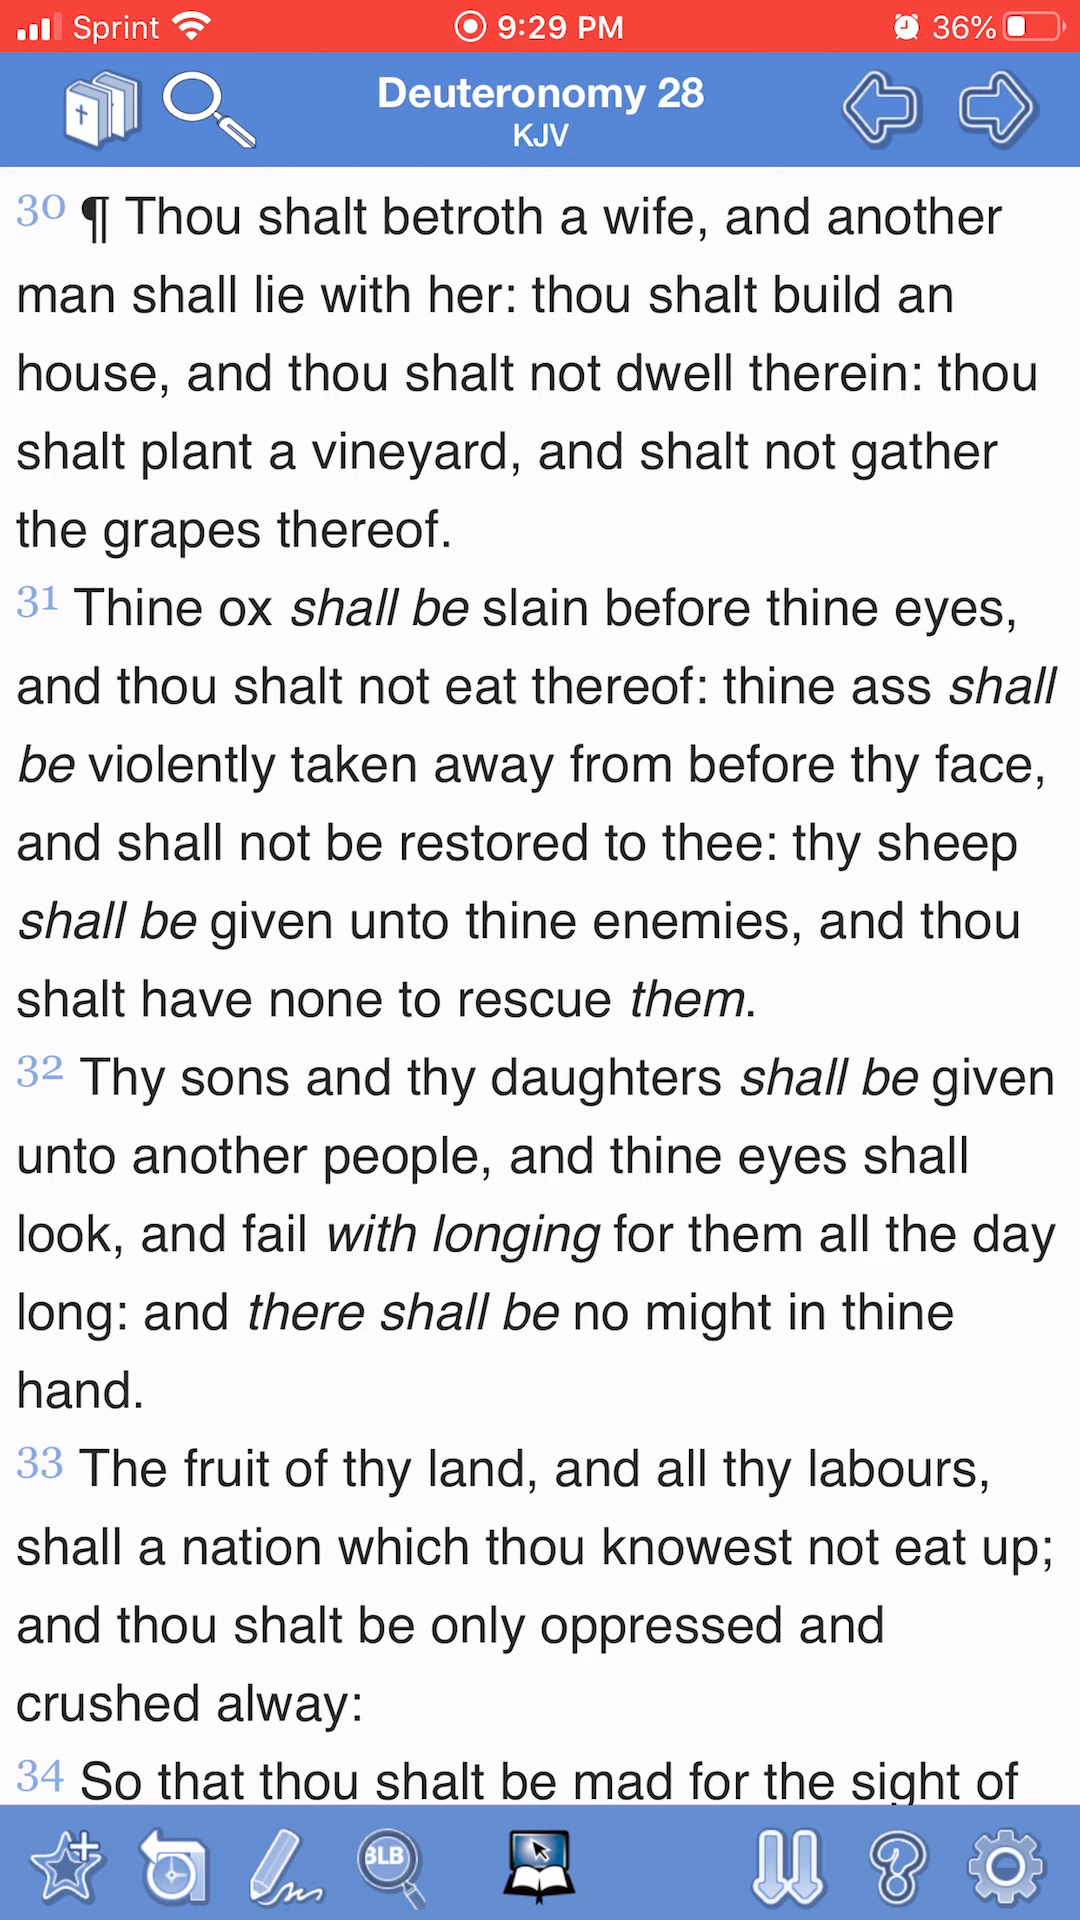 Sprint 9:29 PM 36%
Deuteronomy 28
KJV
30 ¶ Thou shalt betroth a wife, and another
man shall lie with her: thou shalt build an
house, and thou shalt not dwell therein: thou
shalt plant a vineyard, and shalt not gather
the grapes thereof.
31 Thine ox shall be slain before thine eyes,
and thou shalt not eat thereof: thine ass shall
be violently taken away from before thy face,
and shall not be restored to thee: thy sheep
shall be given unto thine enemies, and thou
shalt have none to rescue them.
32 Thy sons and thy daughters shall be given
unto another people, and thine eyes shall
look, and fail with longing for them all the day
long: and there shall be no might in thine
hand.
33 The fruit of thy land, and all thy labours,
shall a nation which thou knowest not eat up;
and thou shalt be only oppressed and
crushed alway:
34 So that thou shalt be mad for the sight of
BLB